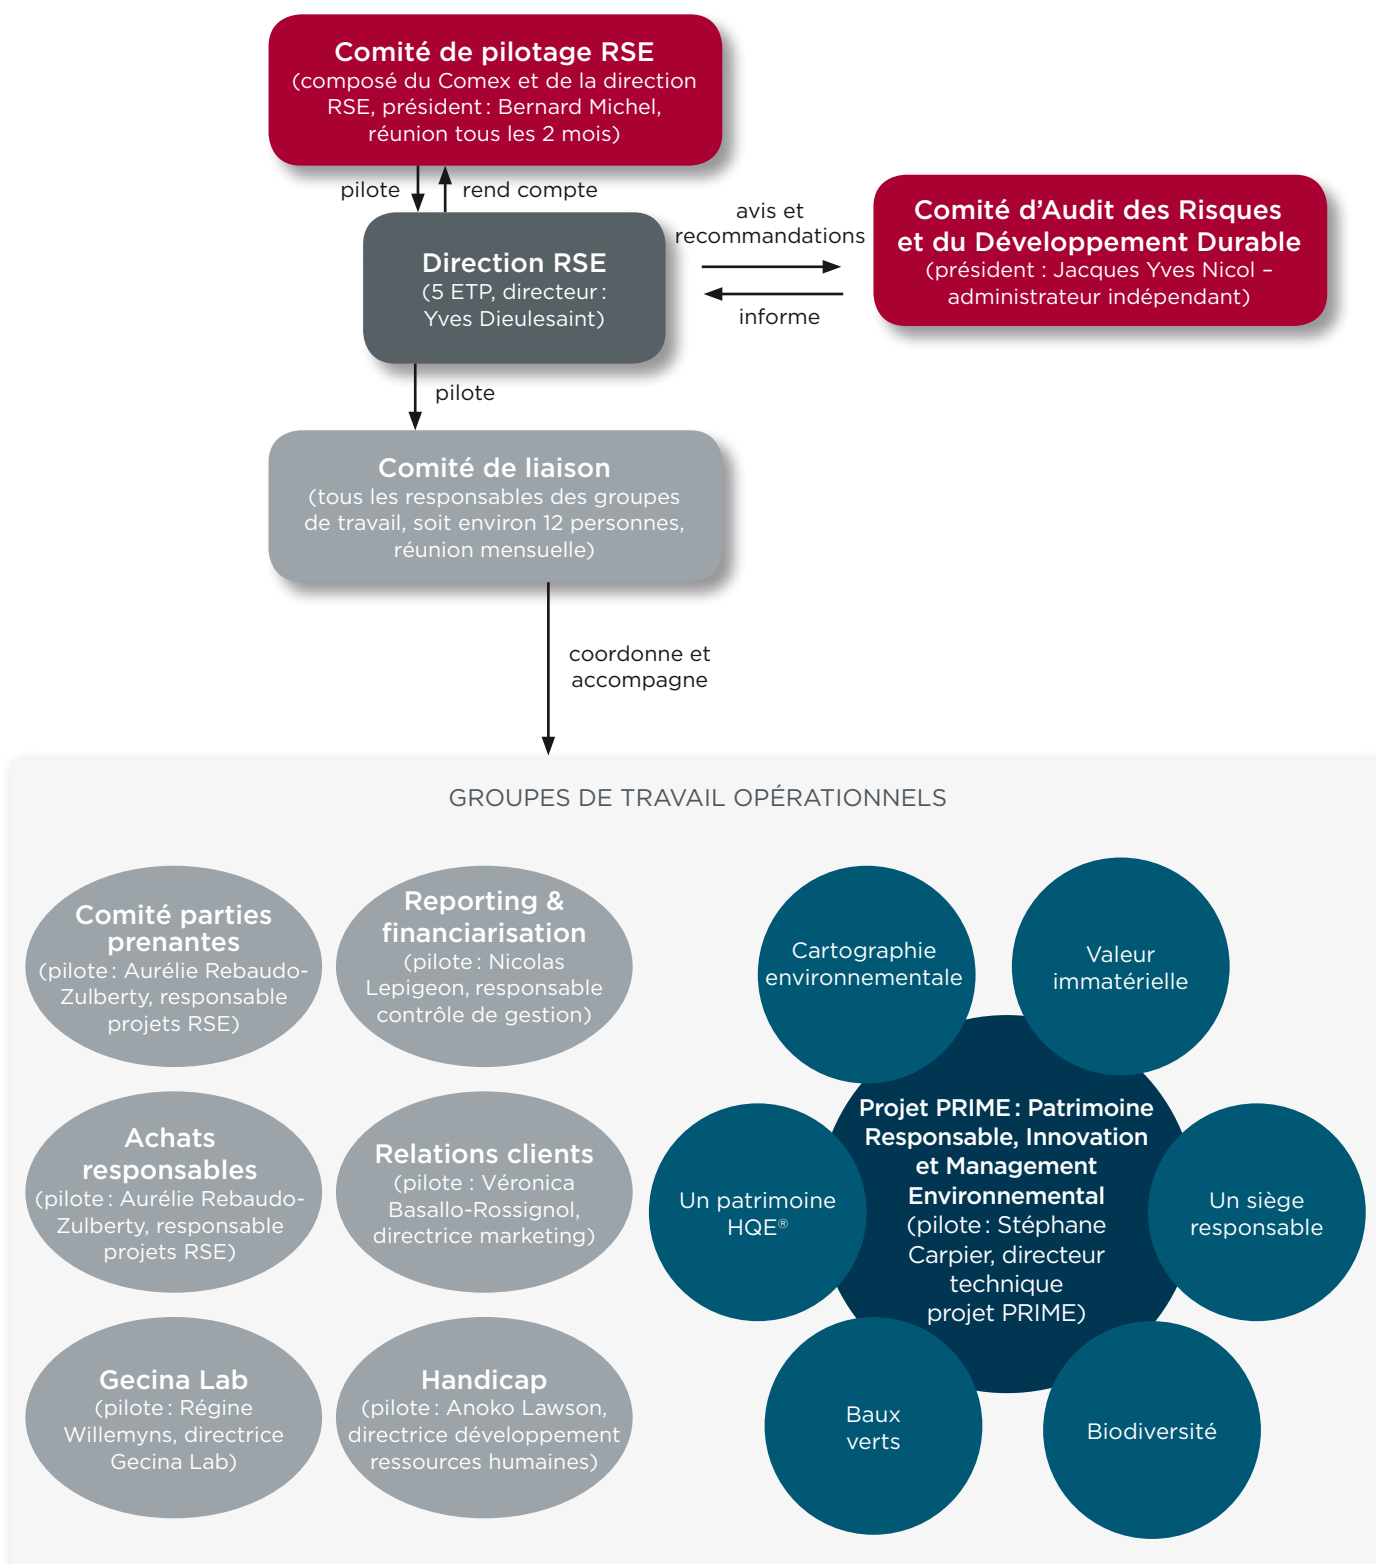 Comité de pilotage RSE
(composé du Comex et de la direction
RSE, président : Bernard Michel,
réunion tous les 2 mois)
pilote
rend compte
Direction RSE
(5 ETP, directeur :
Yves Dieulesaint)
avis et
recommandations
informe
Comité d’Audit des Risques
et du Développement Durable
(président : Jacques Yves Nicol –
administrateur indépendant)
pilote
Comité de liaison
(tous les responsables des groupes
de travail, soit environ 12 personnes,
réunion mensuelle)
coordonne et
accompagne
GROUPES DE TRAVAIL OPÉRATIONNELS
Comité parties
prenantes
(pilote : Aurélie Rebaudo-
Zulberty, responsable
projets RSE)
Reporting &
financiarisation
(pilote : Nicolas
Lepigeon, responsable
contrôle de gestion)
Achats
responsables
(pilote : Aurélie Rebaudo-
Zulberty, responsable
projets RSE)
Relations clients
(pilote : Véronica
Basallo-Rossignol,
directrice marketing)
Gecina Lab
(pilote : Régine
Willemyns, directrice
Gecina Lab)
Handicap
(pilote : Anoko Lawson,
directrice développement
ressources humaines)
Cartographie
environnementale
Valeur
immatérielle
Projet PRIME : Patrimoine
Responsable, Innovation
et Management
Environnemental
(pilote : Stéphane
Carpier, directeur
technique
projet PRIME)
Un patrimoine
HQE®
Un siège
responsable
Baux
verts
Biodiversité